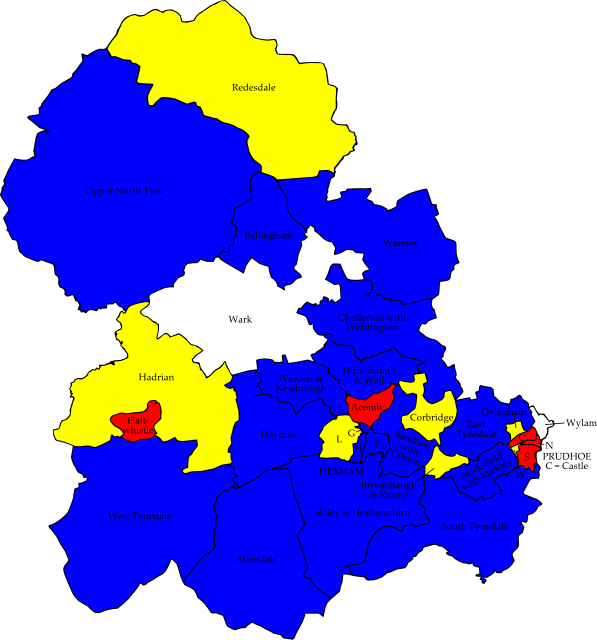 Redesdale
Upper North Tyne
Bellingham
Wanney
Wark
Chollerton with
Whittington
Hadrian
Humshaugh
& Wall
Warden &
Newbrough
Halt-
whistle
Acomb
Corbridge
Ovingham
Wylam
East
Tynedale
Haydon
L
G
Sandhoe
with
Dilston
N
PRUDHOE
C = Castle
S
W
HEXHAM
Stocksfield
with Mickley
Broomhaugh
& Riding
West Tynedale
Slaley & Hexhamshire
South Tynedale
Allendale